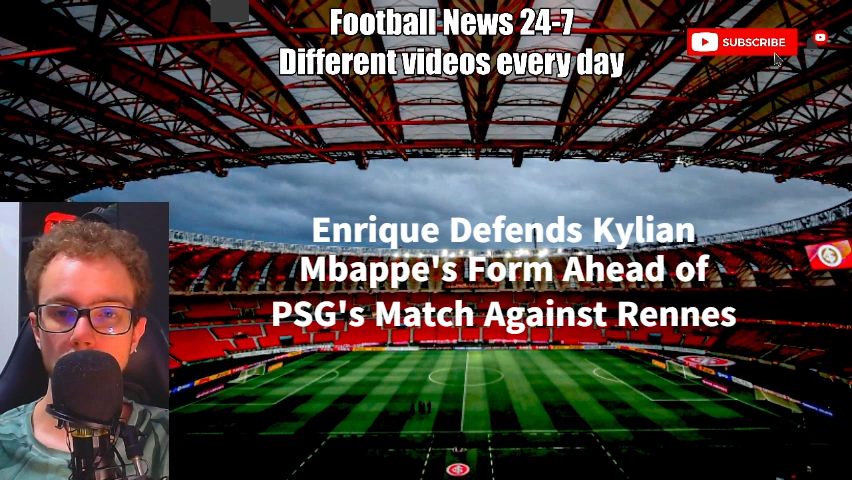 Football News 24-7
Different videos every day
SUBSCRIBE
Enrique Defends Kylian
Mbappe's Form Ahead of
PSG's Match Against Rennes